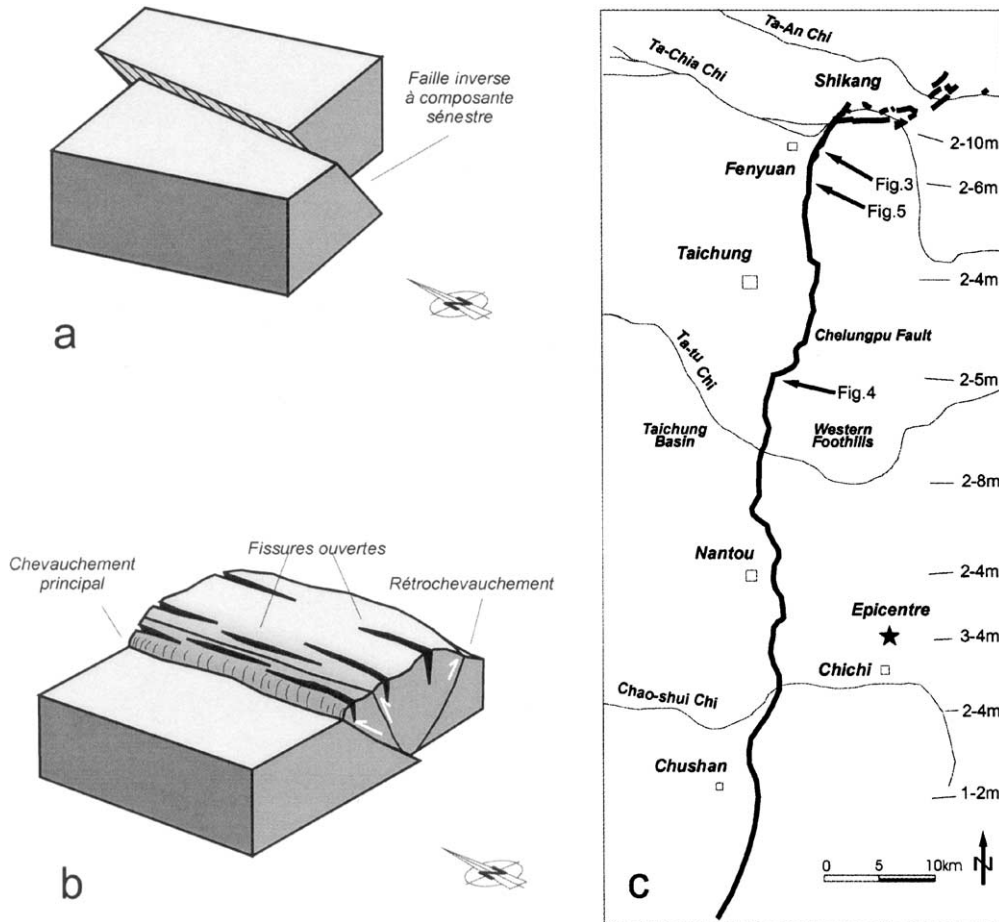 Faille inverse
à composante
sénestre
N
a
Chevauchement
principal
Fissures ouvertes
Rétrochevauchement
N
b
Ta-An Chi
Ta-Chia Chi
Shikang
2-10m
Fenyuan
Fig.3
2-6m
Fig.5
Taichung
2-4m
Chelungpu Fault
Ta-tu Chi
2-5m
Fig.4
Taichung
Basin
Western
Foothills
2-8m
Nantou
2-4m
Epicentre
3-4m
Chichi
Chao-shui Chi
2-4m
Chushan
1-2m
0 5 10km
N
c